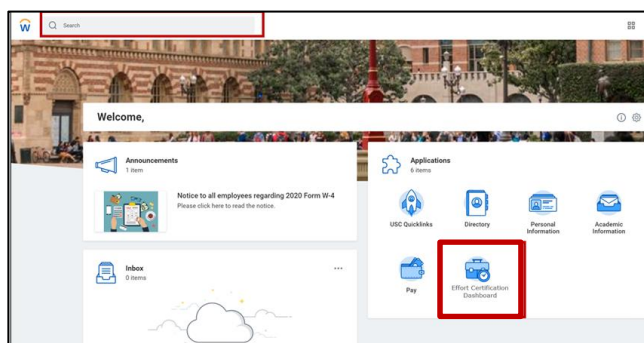 W
Search
Welcome,
Announcements
1 item
Notice to all employees regarding 2020 Form W-4
Please click here to read the notice.
Applications
6 items
USC Quicklinks
Directory
Personal
Information
Academic
Information
Inbox
0 items
Pay
Effort Certification
Dashboard